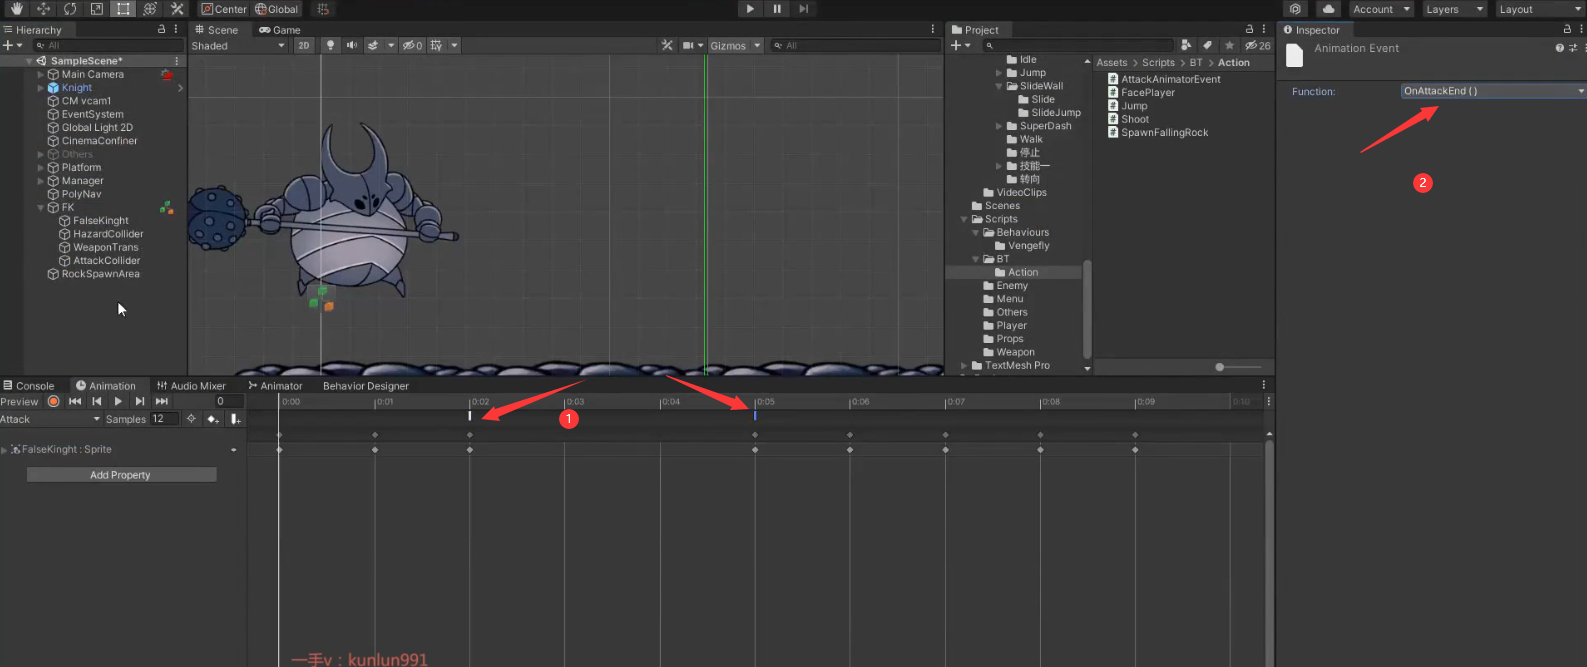 Center Global
Account Layers Layout
Hierarchy
All
SampleScene*
Main Camera
Knight
CM vcam1
EventSystem
Global Light 2D
CinemaConfiner
Others
Platform
Manager
PolyNav
FK
FalseKinght
HazardCollider
WeaponTrans
AttackCollider
RockSpawnArea
Scene Game
Shaded 2D 0 Gizmos All
Project
26
Idle
Jump
SlideWall
Slide
SlideJump
SuperDash
Walk
停止
技能一
转向
VideoClips
Scenes
Scripts
Behaviours
Vengefly
BT
Action
Enemy
Menu
Others
Player
Props
Weapon
TextMesh Pro
Assets > Scripts > BT > Action
AttackAnimatorEvent
FacePlayer
Jump
Shoot
SpawnFallingRock
Inspector
Animation Event
Function: OnAttackEnd ( )
2
Console Animation Audio Mixer Animator Behavior Designer
Preview 0
0:00 0:01 0:02 0:03 0:04 0:05 0:06 0:07 0:08 0:09 0:10
Attack Samples 12
1
FalseKinght : Sprite
Add Property
一手v：kunlun991